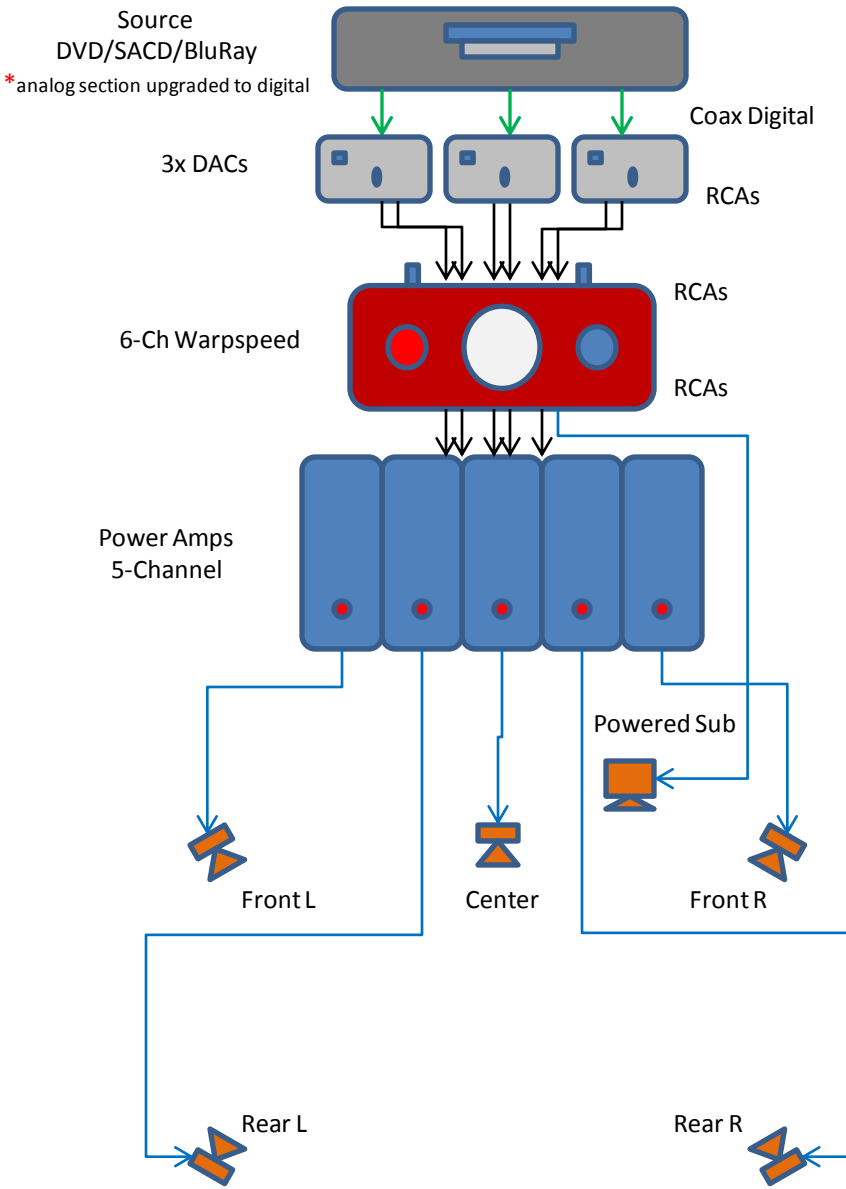 Source
DVD/SACD/BluRay
*analog section upgraded to digital
Coax Digital
3x DACs
RCAs
RCAs
6-Ch Warpspeed
RCAs
Power Amps
5-Channel
Powered Sub
Front L
Center
Front R
Rear L
Rear R